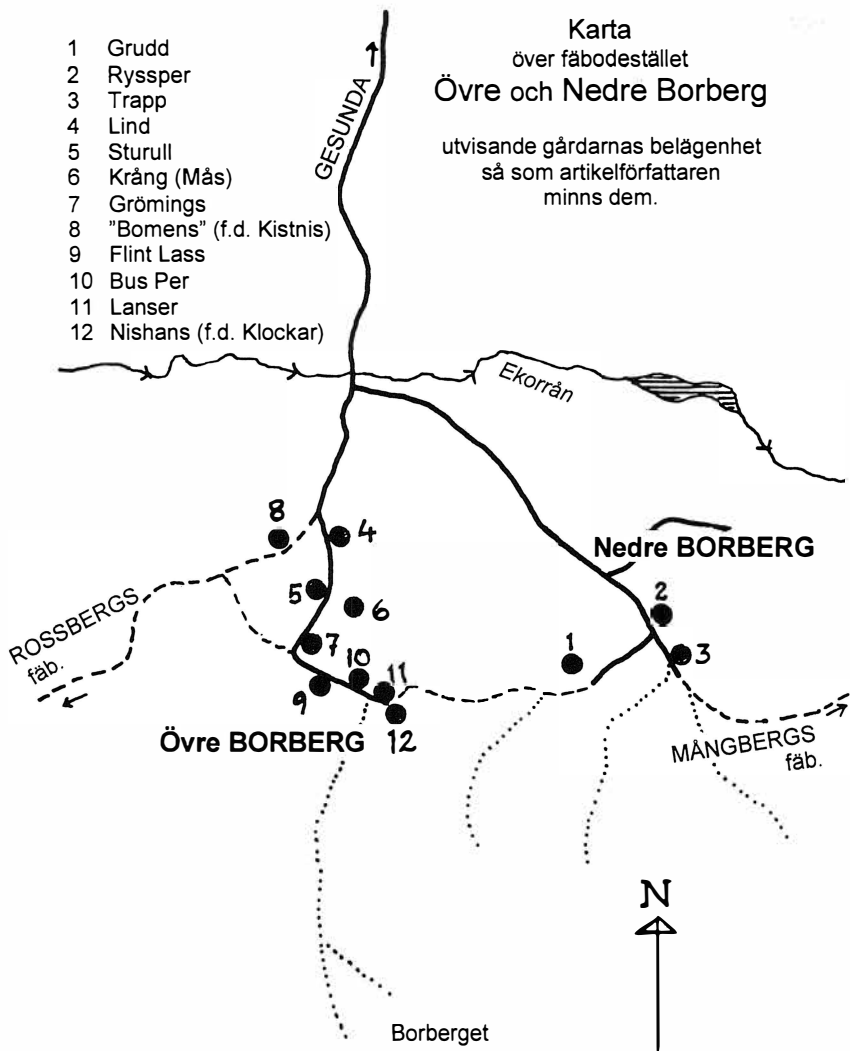 1 Grudd
2 Ryssper
3 Trapp
4 Lind
5 Sturull
6 Krång (Mås)
7 Grömings
8 "Bomens" (f.d. Kistnis)
9 Flint Lass
10 Bus Per
11 Lanser
12 Nishans (f.d. Klockar)
Karta
över fäbodestället
Övre och Nedre Borberg
utvisande gårdarnas belägenhet
så som artikelförfattaren
minns dem.
GESUNDA
Ekorrån
8
4
Nedre BORBERG
5
6
2
ROSSBERGS
fäb.
7
1
3
10
11
9
12
Övre BORBERG
MÅNGBERGS
fäb.
N
Borberget